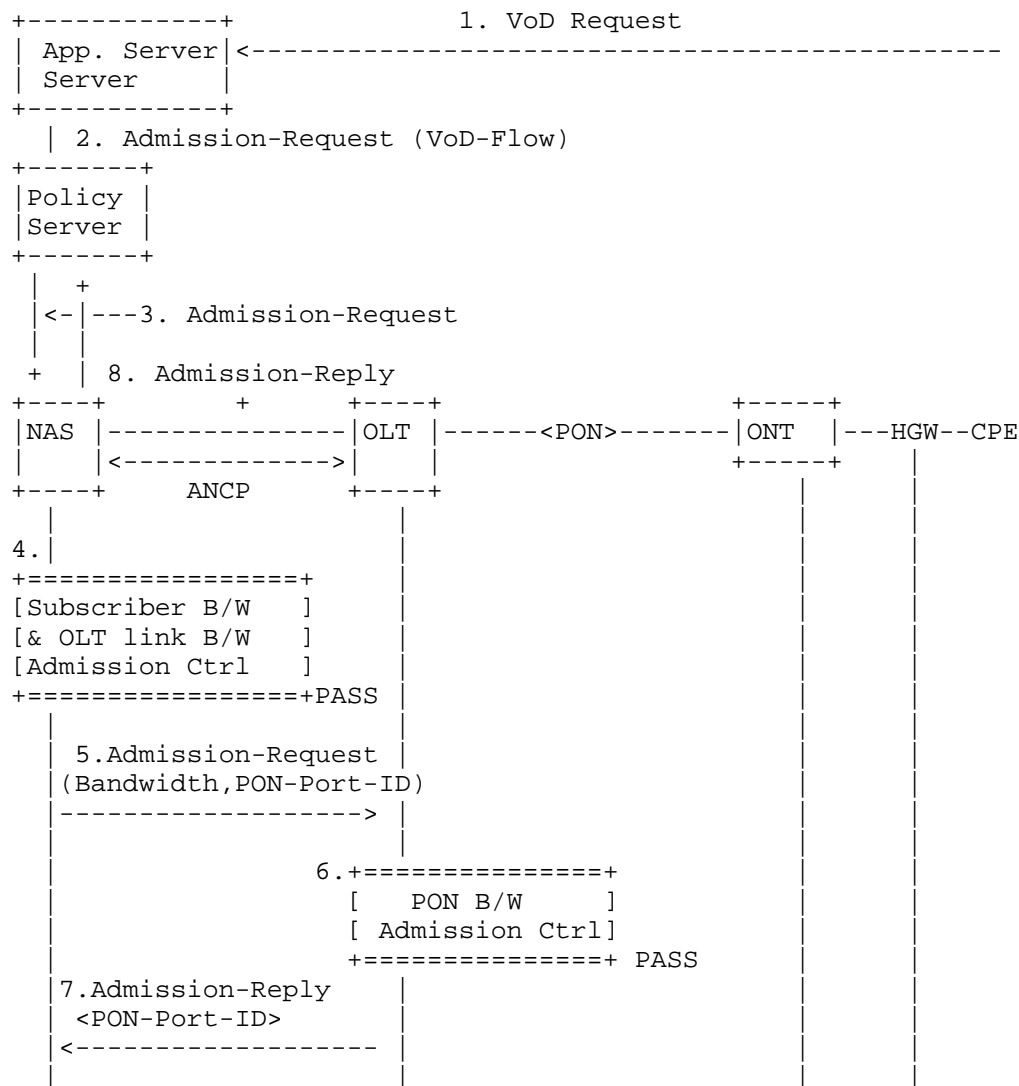 +------------+              1. VoD Request
| App. Server|<-----------------------------------------------
| Server     |
+------------+
  | 2. Admission-Request (VoD-Flow)
+-------+
|Policy |
|Server |
+-------+
 |  +
 |<-|---3. Admission-Request
 |  |
 +  | 8. Admission-Reply
+----+        +      +----+                  +-----+
|NAS |---------------|OLT |------<PON>-------|ONT  |---HGW--CPE
|    |<------------->|    |                  +-----+    |
+----+     ANCP      +----+                      |      |
  |                     |                        |      |
4.|                     |                        |      |
+=================+     |                        |      |
[Subscriber B/W   ]     |                        |      |
[& OLT link B/W   ]     |                        |      |
[Admission Ctrl   ]     |                        |      |
+=================+PASS |                        |      |
  |                     |                        |      |
  | 5.Admission-Request |                        |      |
  |(Bandwidth,PON-Port-ID)                       |      |
  |-------------------> |                        |      |
  |                     |                        |      |
  |                6.+===============+           |      |
  |                  [   PON B/W     ]           |      |
  |                  [ Admission Ctrl]           |      |
  |                  +===============+ PASS      |      |
  |7.Admission-Reply    |                        |      |
  | <PON-Port-ID>       |                        |      |
  |<------------------- |                        |      |
  |                     |                        |      |